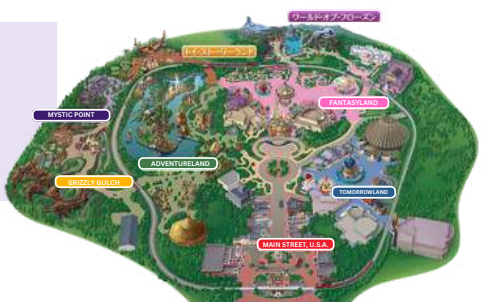 ワールド・オブ・フローズン
トイ・ストーリーランド
FANTASYLAND
MYSTIC POINT
ADVENTURELAND
GRIZZLY GULCH
TOMORROWLAND
MAIN STREET, U.S.A.